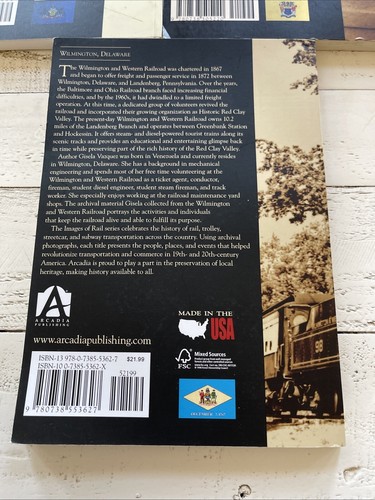 WILMINGTON, DELAWARE
The Wilmington and Western Railroad was chartered in 1867
and began to offer freight and passenger service in 1872 between
Wilmington, Delaware, and Landenberg, Pennsylvania. Over the years,
the Baltimore and Ohio Railroad branch faced increasing financial
difficulties, and by the 1960s, it had dwindled to a limited freight
operation. At this time, a dedicated group of volunteers revived the
railroad and incorporated their growing organization as Historic Red Clay
Valley. The present-day Wilmington and Western Railroad owns 10.2
miles of the Landenberg Branch and operates between Greenbank Station
and Hockessin. It offers steam- and diesel-powered tourist trains along its
scenic tracks and provides an educational and entertaining glimpse back
in time while preserving part of the rich history of the Red Clay Valley.
Author Gisela Vazquez was born in Venezuela and currently resides
in Wilmington, Delaware. She has a background in mechanical
engineering and spends most of her free time volunteering at the
Wilmington and Western Railroad as a ticket agent, conductor,
fireman, student diesel engineer, student steam fireman, and track
worker. She especially enjoys working at the railroad maintenance yard
shops. The archival material Gisela collected from the Wilmington
and Western Railroad portrays the activities and individuals
that keep the railroad alive and able to fulfill its purpose.
The Images of Rail series celebrates the history of rail, trolley,
streetcar, and subway transportation across the country. Using archival
photographs, each title presents the people, places, and events that helped
revolutionize transportation and commerce in 19th- and 20th-century
America. Arcadia is proud to play a part in the preservation of local
heritage, making history available to all.
A
ARCADIA
PUBLISHING
www.arcadiapublishing.com
MADE IN THE
USA
ISBN-13 978-0-7385-5362-7
ISBN-10 0-7385-5362-X
$21.99
52199
9 780738 553627
FSC
Mixed Sources
DECEMBER 7, 1787
98